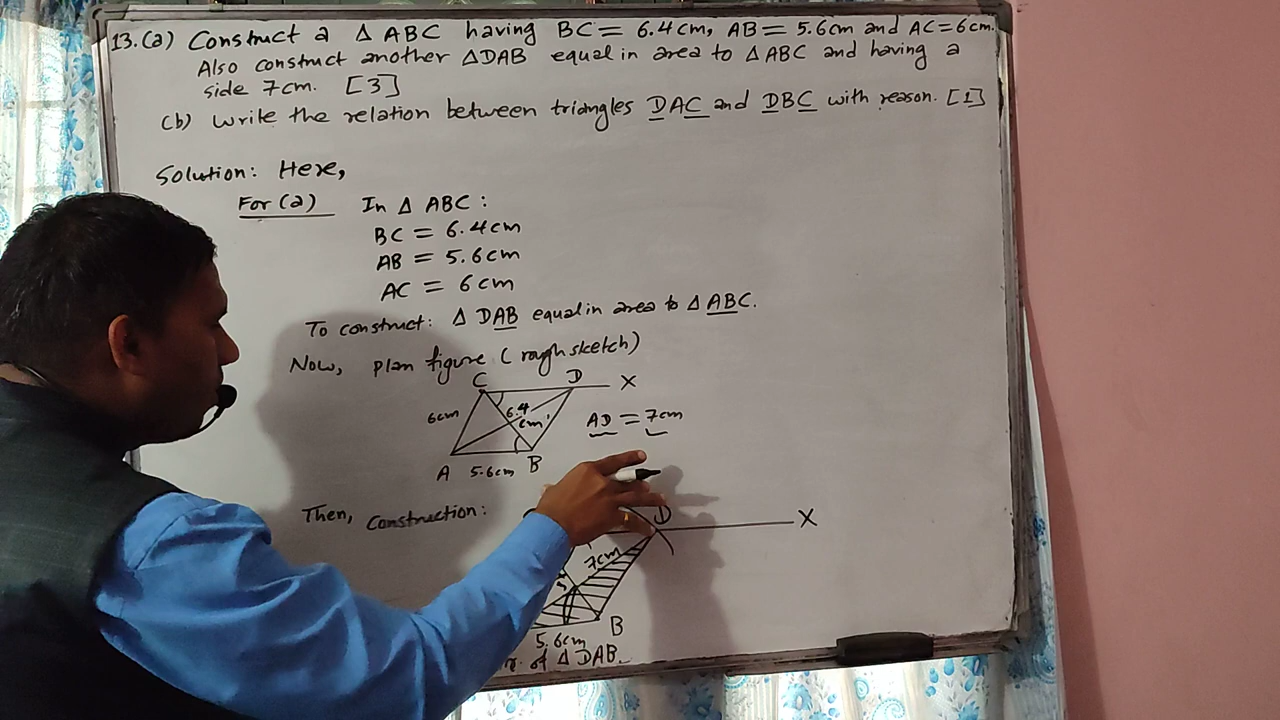 13.(a) Construct a Δ ABC having BC = 6.4cm, AB = 5.6cm and AC = 6cm.
Also construct another ΔDAB equal in area to Δ ABC and having a
side 7cm. [3]
(b) Write the relation between triangles DAC and DBC with reason. [1]
Solution: Here,
For (a) In Δ ABC :
BC = 6.4cm
AB = 5.6cm
AC = 6cm
To construct: Δ DAB equal in area to Δ ABC.
Now, plan figure (rough sketch)
C D X
6cm 6.4 cm AD = 7cm
A 5.6cm B
Then, Construction:
D X
7cm
B
5.6cm
of Δ DAB.